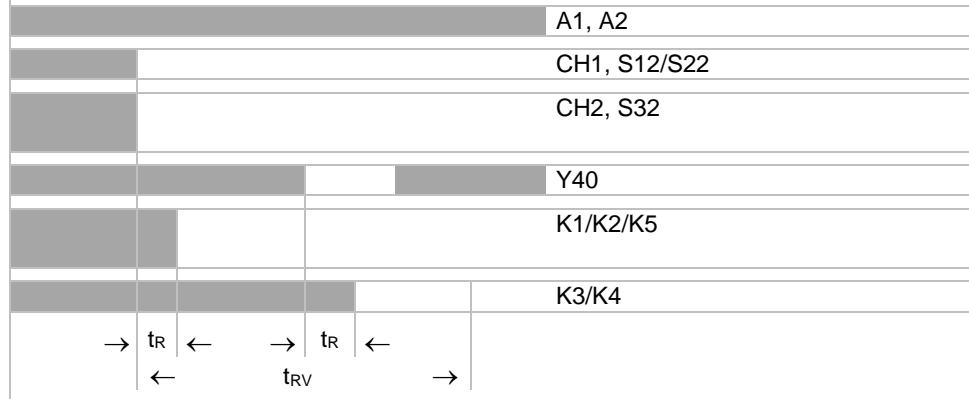 A1, A2
CH1, S12/S22
CH2, S32
Y40
K1/K2/K5
K3/K4
→ tR ← → tR ←
← tRV →